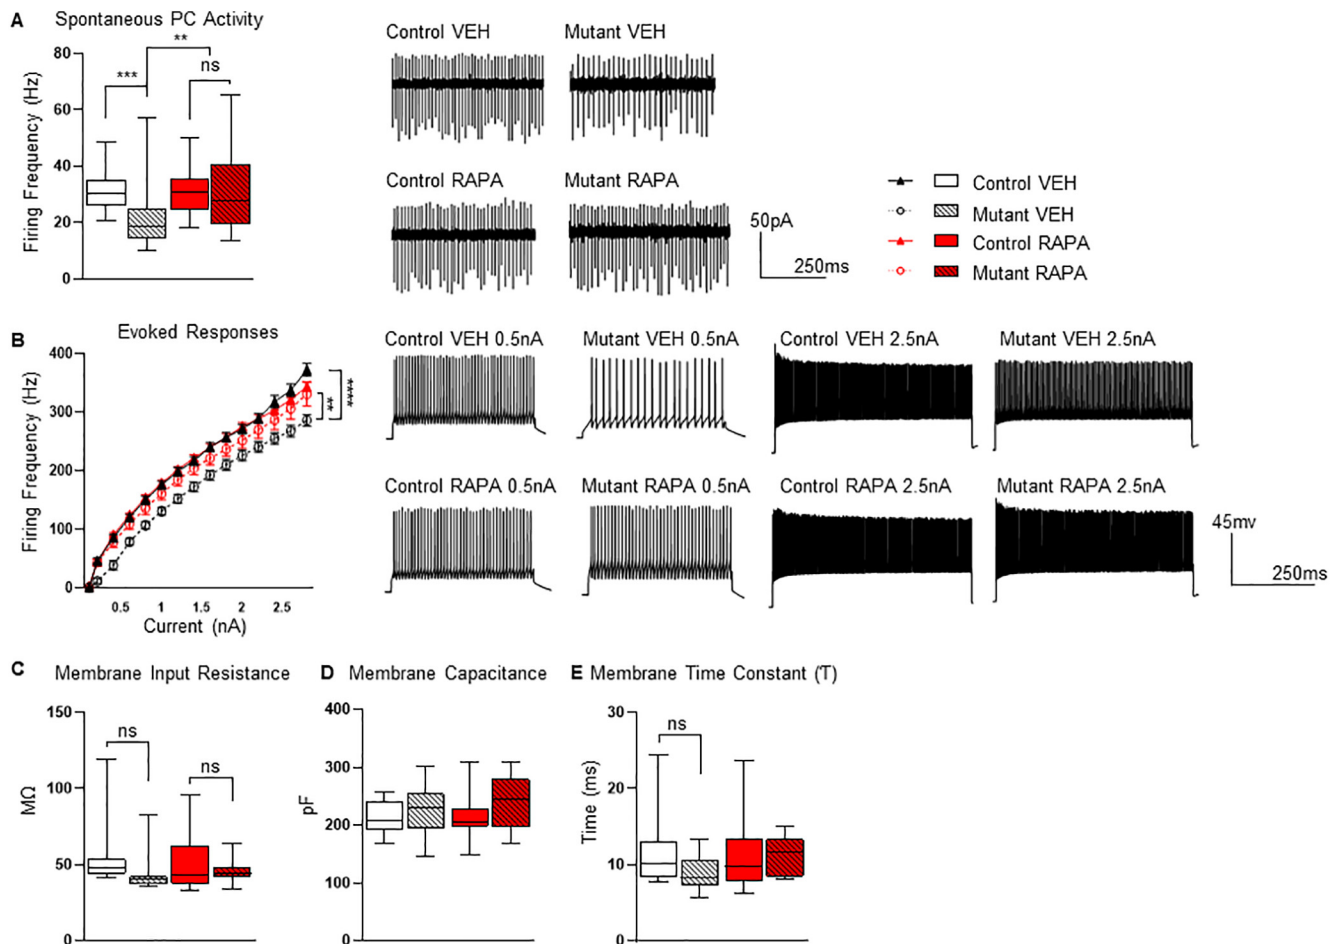 A Spontaneous PC Activity
Firing Frequency (Hz)
80
60
40
20
0
***
**
ns
Control VEH
Mutant VEH
Control RAPA
Mutant RAPA
50pA
250ms
Control VEH
Mutant VEH
Control RAPA
Mutant RAPA
B Evoked Responses
Firing Frequency (Hz)
400
300
200
100
0
0.5 1 1.5 2 2.5
Current (nA)
**
****
Control VEH 0.5nA
Mutant VEH 0.5nA
Control VEH 2.5nA
Mutant VEH 2.5nA
Control RAPA 0.5nA
Mutant RAPA 0.5nA
Control RAPA 2.5nA
Mutant RAPA 2.5nA
45mv
250ms
C Membrane Input Resistance
MΩ
150
100
50
0
ns
ns
D Membrane Capacitance
pF
400
300
200
100
0
E Membrane Time Constant (Ƭ)
Time (ms)
30
20
10
0
ns